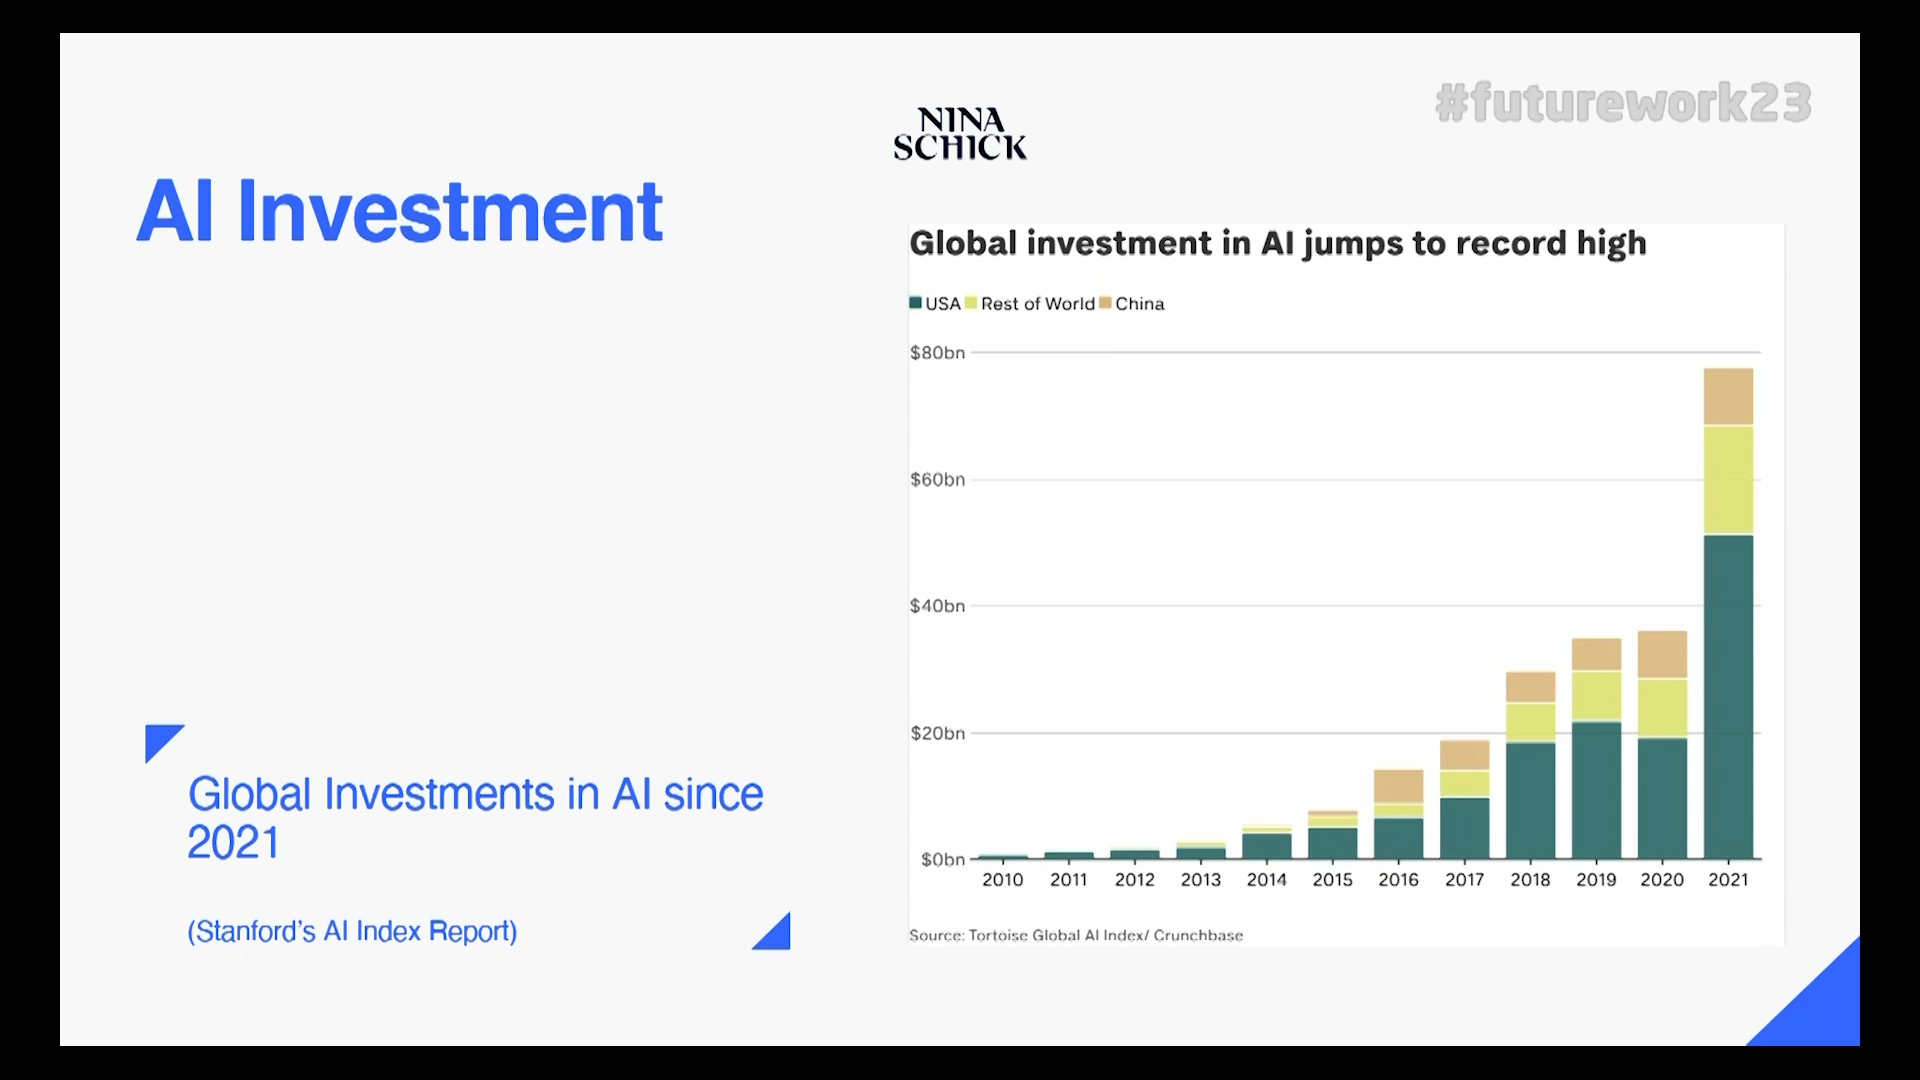 #futurework23
NINA
SCHICK
AI Investment
Global investment in AI jumps to record high
USA Rest of World China
$80bn
$60bn
$40bn
$20bn
$0bn
2010 2011 2012 2013 2014 2015 2016 2017 2018 2019 2020 2021
Source: Tortoise Global AI Index/ Crunchbase
Global Investments in AI since
2021
(Stanford’s AI Index Report)